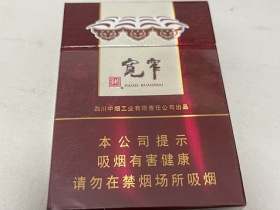 宽窄
JIAOZI KUANZHAI
四川中烟工业有限责任公司出品
本公司提示
吸烟有害健康
请勿在禁烟场所吸烟